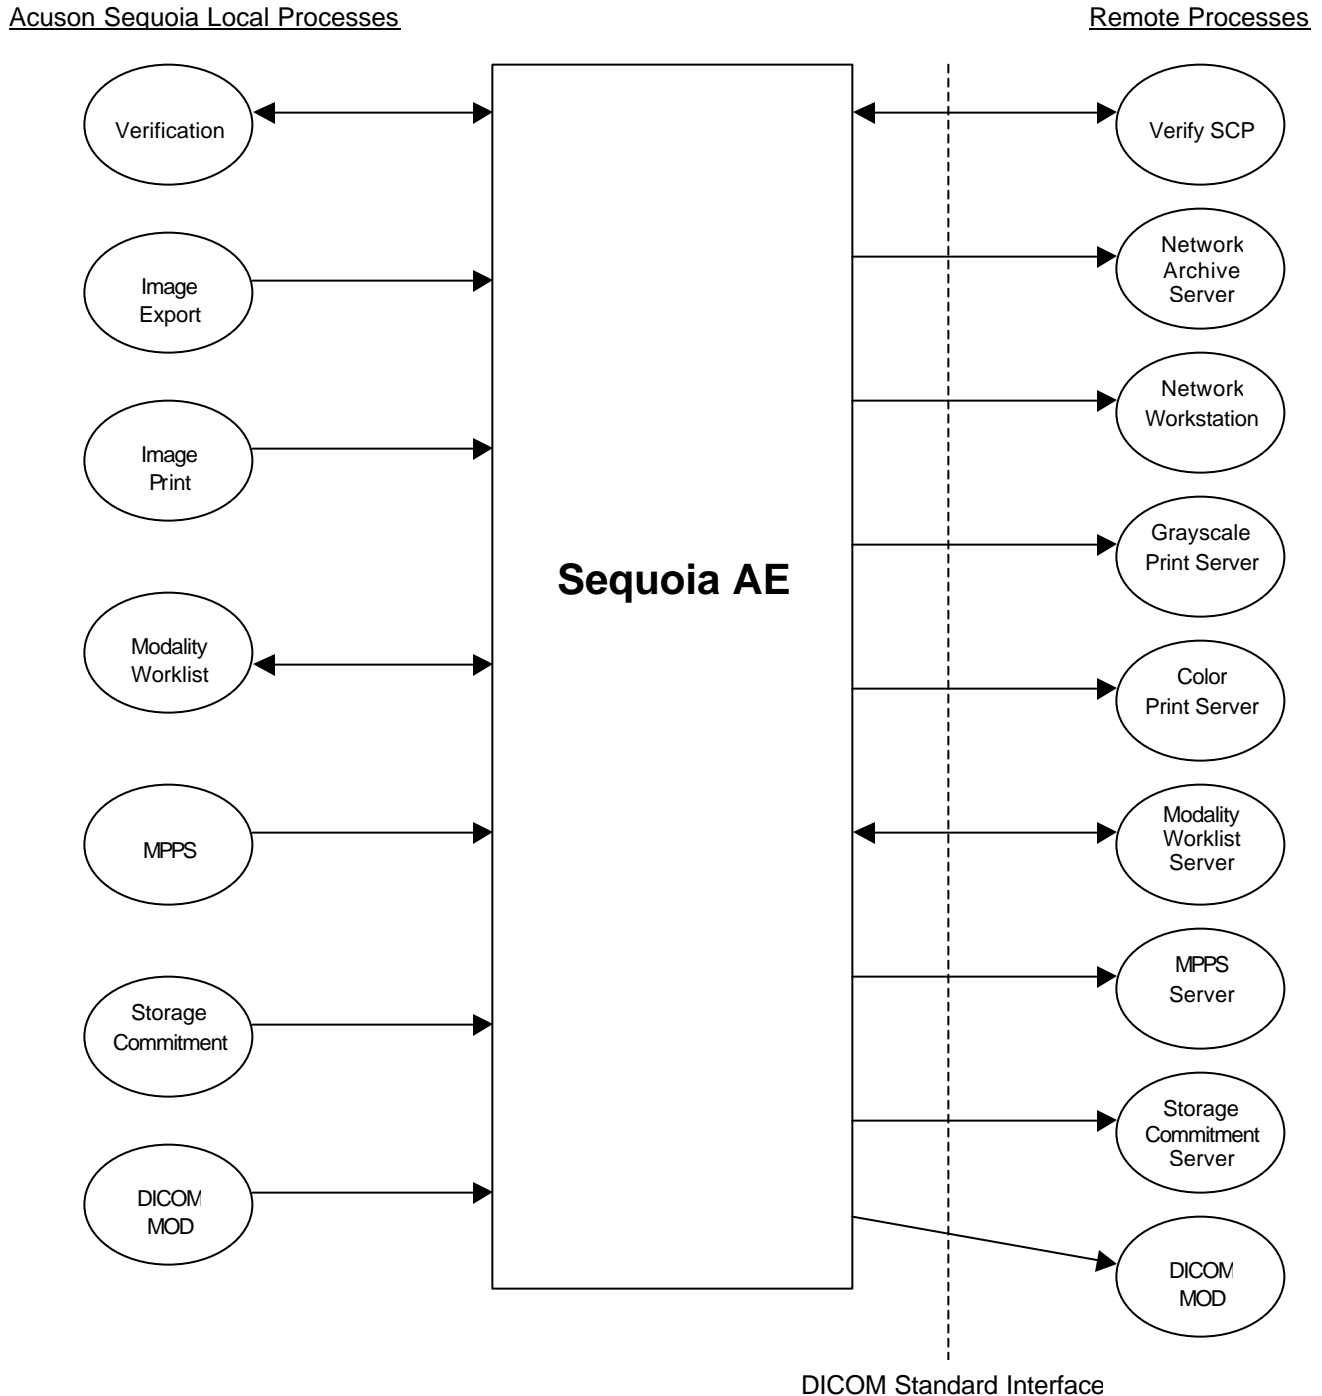 Acuson Sequoia Local Processes
Remote Processes
Verification
Image
Export
Image
Print
Modality
Worklist
MPPS
Storage
Commitment
DICOM
MOD
Sequoia AE
Verify SCP
Network
Archive
Server
Network
Workstation
Grayscale
Print Server
Color
Print Server
Modality
Worklist
Server
MPPS
Server
Storage
Commitment
Server
DICOM
MOD
DICOM Standard Interface